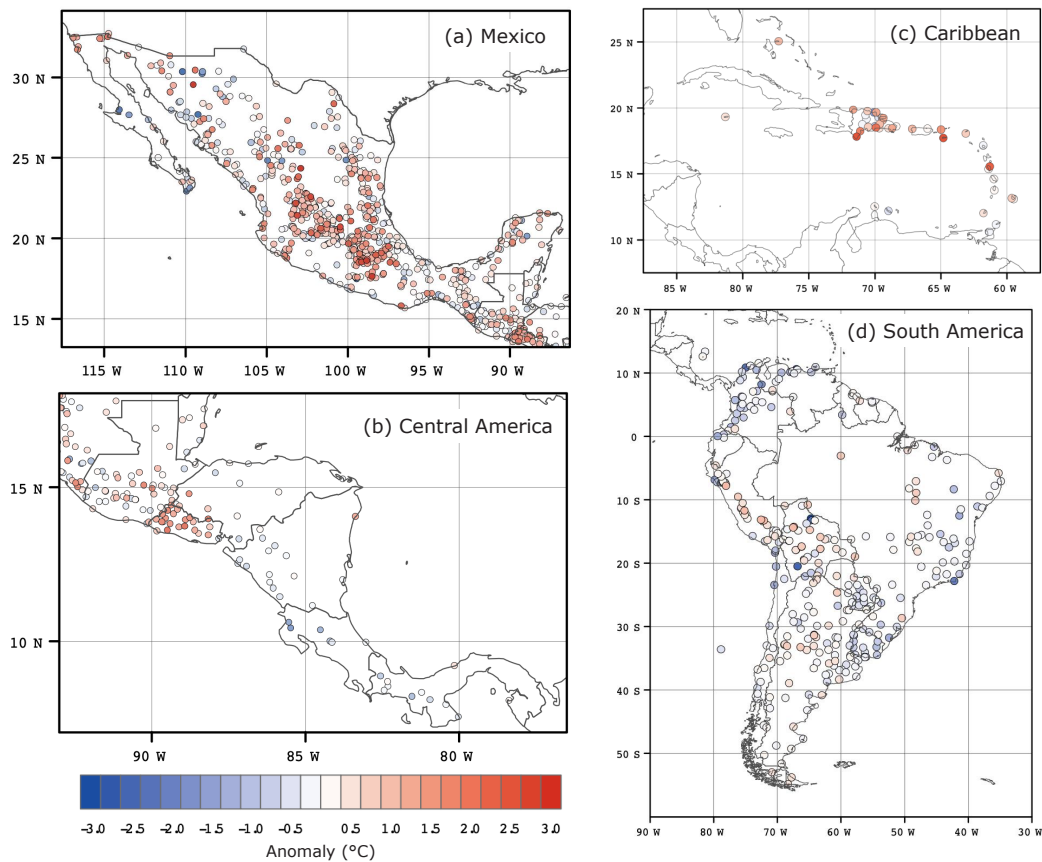 (a) Mexico
30 N
25 N
20 N
15 N
115 W 110 W 105 W 100 W 95 W 90 W
(c) Caribbean
25 N
20 N
15 N
10 N
85 W 80 W 75 W 70 W 65 W 60 W
(b) Central America
15 N
10 N
90 W 85 W 80 W
(d) South America
20 N
10 N
0
10 S
20 S
30 S
40 S
50 S
90 W 80 W 70 W 60 W 50 W 40 W 30 W
-3.0 -2.5 -2.0 -1.5 -1.0 -0.5 0.5 1.0 1.5 2.0 2.5 3.0
Anomaly (°C)